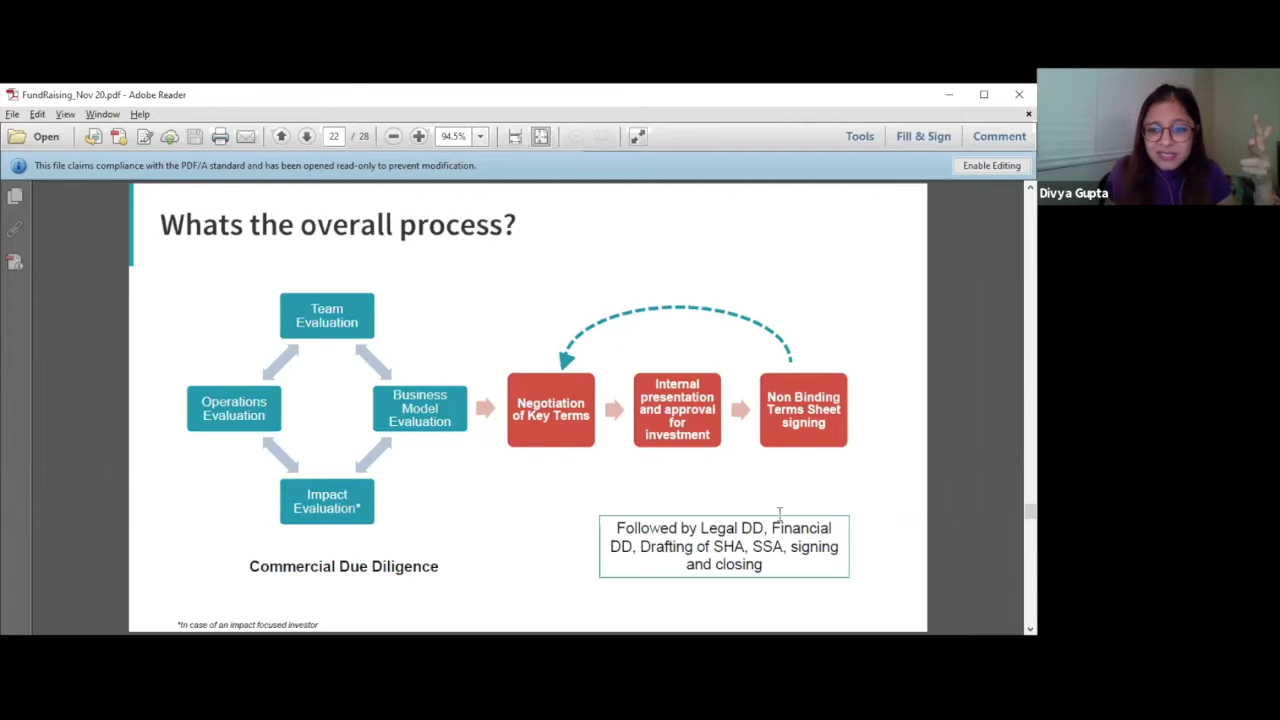 FundRaising_Nov 20.pdf - Adobe Reader
File Edit View Window Help
Open 22 / 28 94.5% Tools Fill & Sign Comment
This file claims compliance with the PDF/A standard and has been opened read-only to prevent modification. Enable Editing
Divya Gupta
Whats the overall process?
Team
Evaluation
Operations
Evaluation
Business
Model
Evaluation
Impact
Evaluation*
Commercial Due Diligence
Negotiation
of Key Terms
Internal
presentation
and approval
for
investment
Non Binding
Terms Sheet
signing
Followed by Legal DD, Financial
DD, Drafting of SHA, SSA, signing
and closing
*In case of an impact focused investor